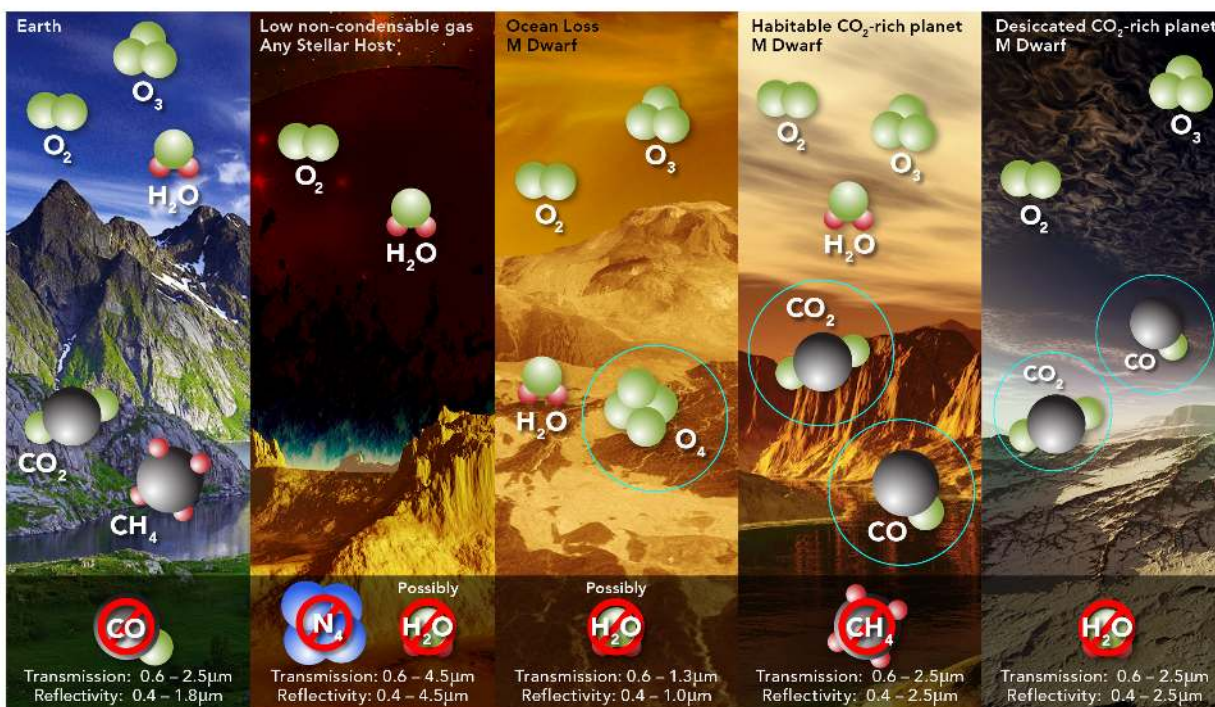 Earth
O₃
O₂
H₂O
CO₂
CH₄
CO
Transmission: 0.6 – 2.5μm
Reflectivity: 0.4 – 1.8μm
Low non-condensable gas
Any Stellar Host
O₂
H₂O
N₄
Possibly
H₂O
Transmission: 0.6 – 4.5μm
Reflectivity: 0.4 – 4.5μm
Ocean Loss
M Dwarf
O₃
O₂
H₂O
O₄
Possibly
H₂O
Transmission: 0.6 – 1.3μm
Reflectivity: 0.4 – 1.0μm
Habitable CO₂-rich planet
M Dwarf
O₂
O₃
H₂O
CO₂
CO
CH₄
Transmission: 0.6 – 2.5μm
Reflectivity: 0.4 – 2.5μm
Desiccated CO₂-rich planet
M Dwarf
O₃
O₂
CO
CO₂
H₂O
Transmission: 0.6 – 2.5μm
Reflectivity: 0.4 – 2.5μm